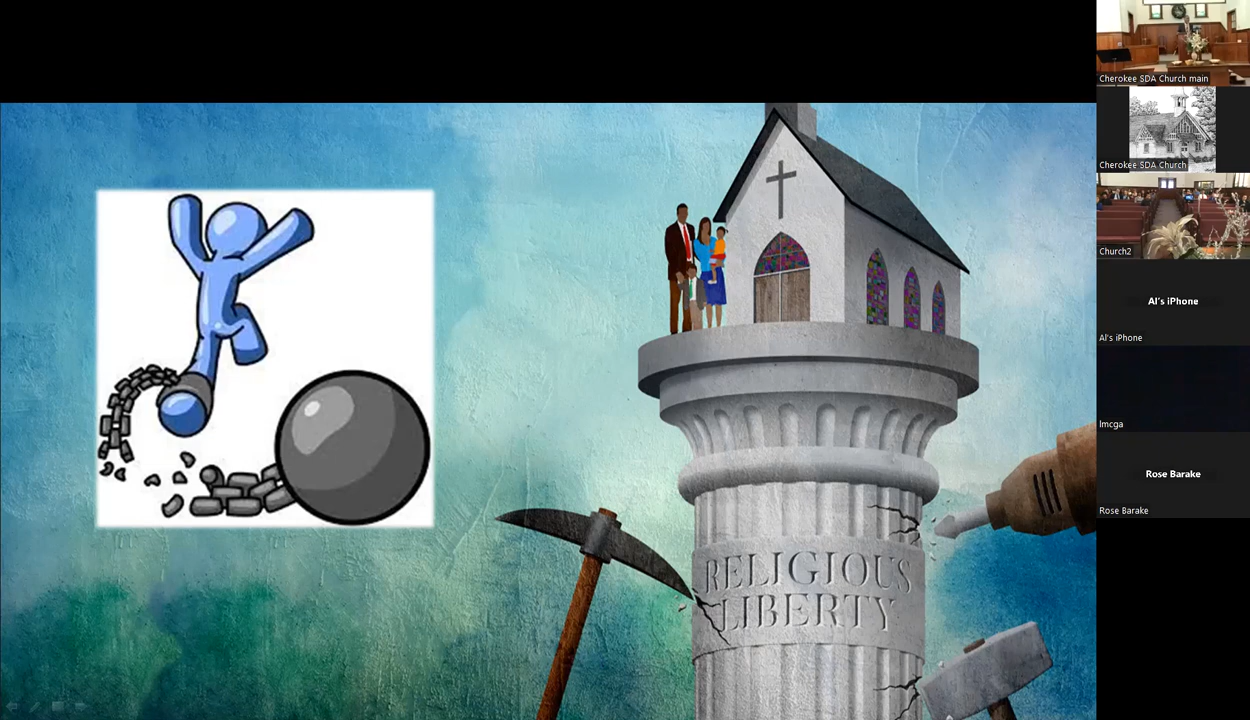 RELIGIOUS
LIBERTY
Cherokee SDA Church main
Cherokee SDA Church
Church2
Al's iPhone
Al's iPhone
lmcga
Rose Barake
Rose Barake